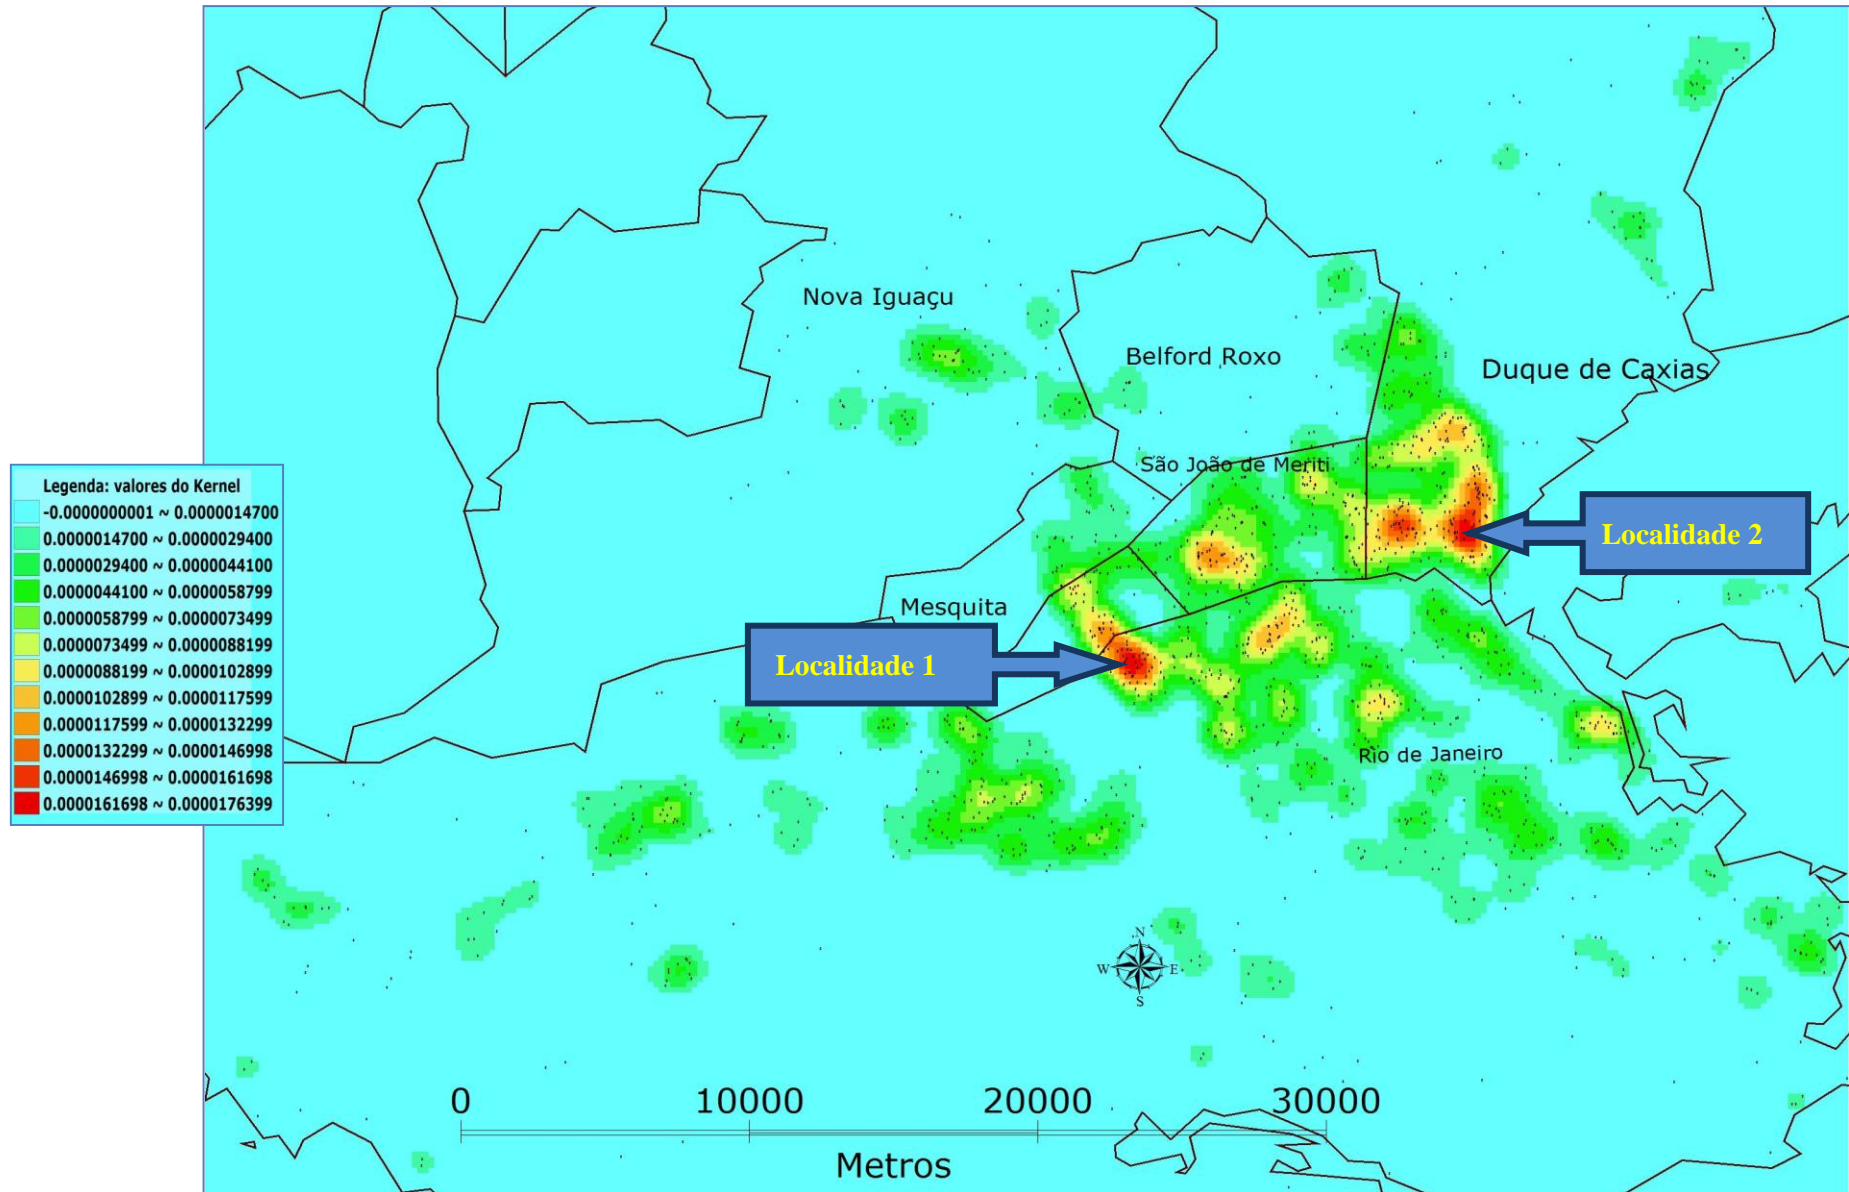 Nova Iguaçu
Belford Roxo
Duque de Caxias
São João de Meriti
Legenda: valores do Kernel
-0.0000000001 ~ 0.0000014700
0.0000014700 ~ 0.0000029400
0.0000029400 ~ 0.0000044100
0.0000044100 ~ 0.0000058799
0.0000058799 ~ 0.0000073499
0.0000073499 ~ 0.0000088199
0.0000088199 ~ 0.0000102899
0.0000102899 ~ 0.0000117599
0.0000117599 ~ 0.0000132299
0.0000132299 ~ 0.0000146998
0.0000146998 ~ 0.0000161698
0.0000161698 ~ 0.0000176399
Localidade 2
Mesquita
Localidade 1
Rio de Janeiro
N
W E
S
0 10000 20000 30000
Metros